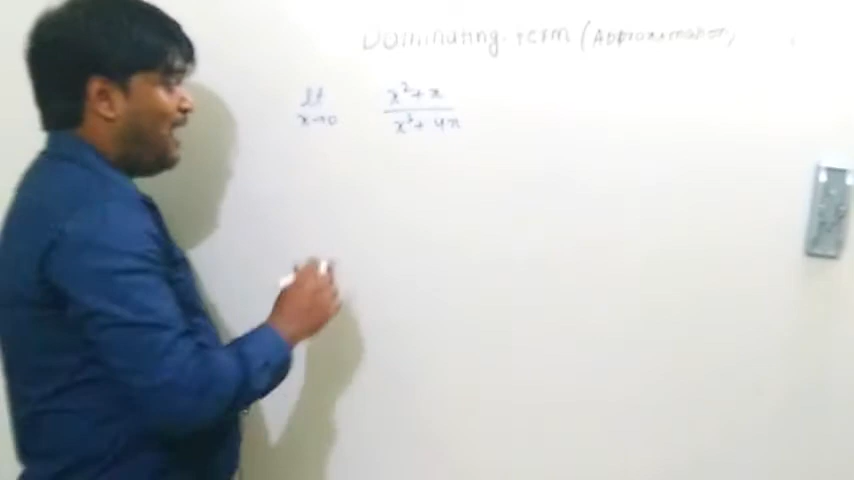 Dominating term (Approximation)
lt x→0 x²+x / x³+4x